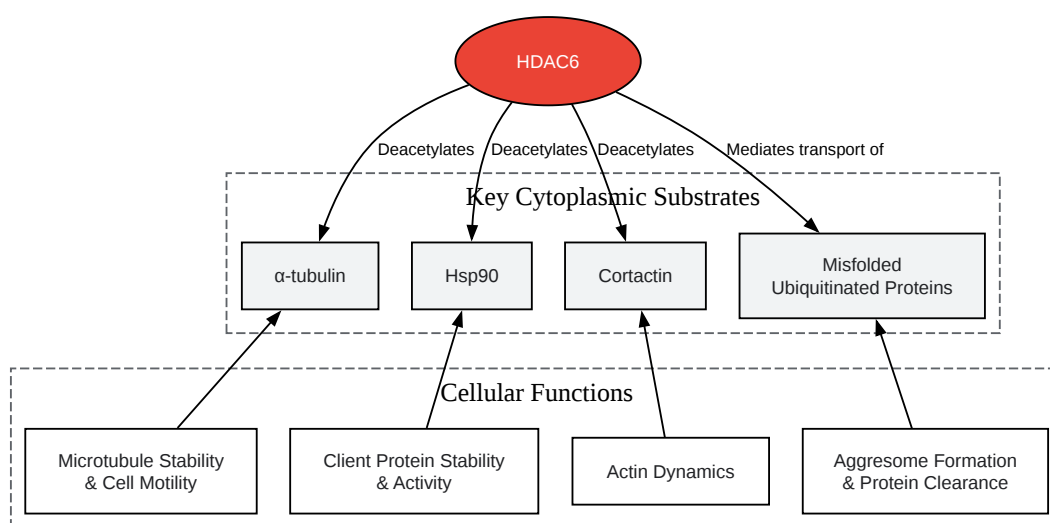 HDAC6
Deacetylates
Deacetylates
Deacetylates
Mediates transport of
Key Cytoplasmic Substrates
α-tubulin
Hsp90
Cortactin
Misfolded
Ubiquitinated Proteins
Cellular Functions
Microtubule Stability
& Cell Motility
Client Protein Stability
& Activity
Actin Dynamics
Aggresome Formation
& Protein Clearance